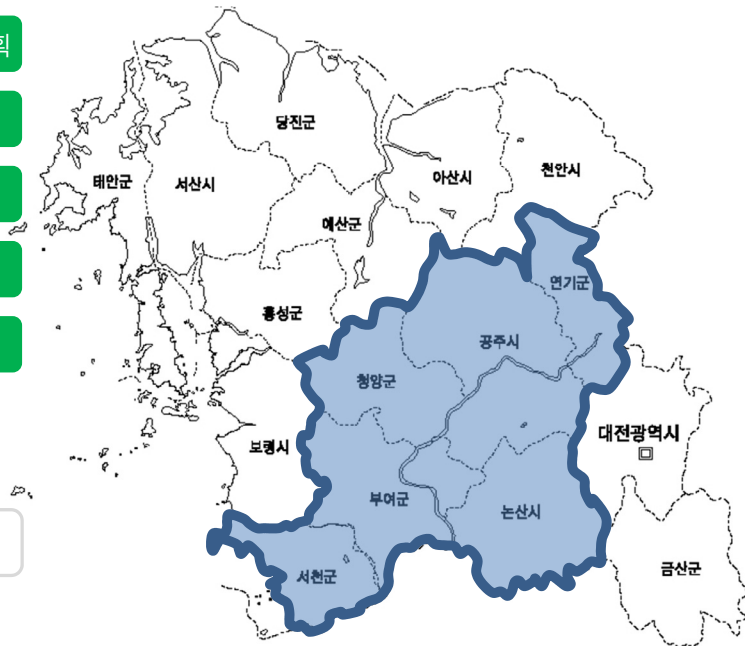 획
당진군
태안군
서산시
아산시
천안시
예산군
연기군
홍성군
공주시
청양군
보령시
대전광역시
부여군
논산시
서천군
금산군